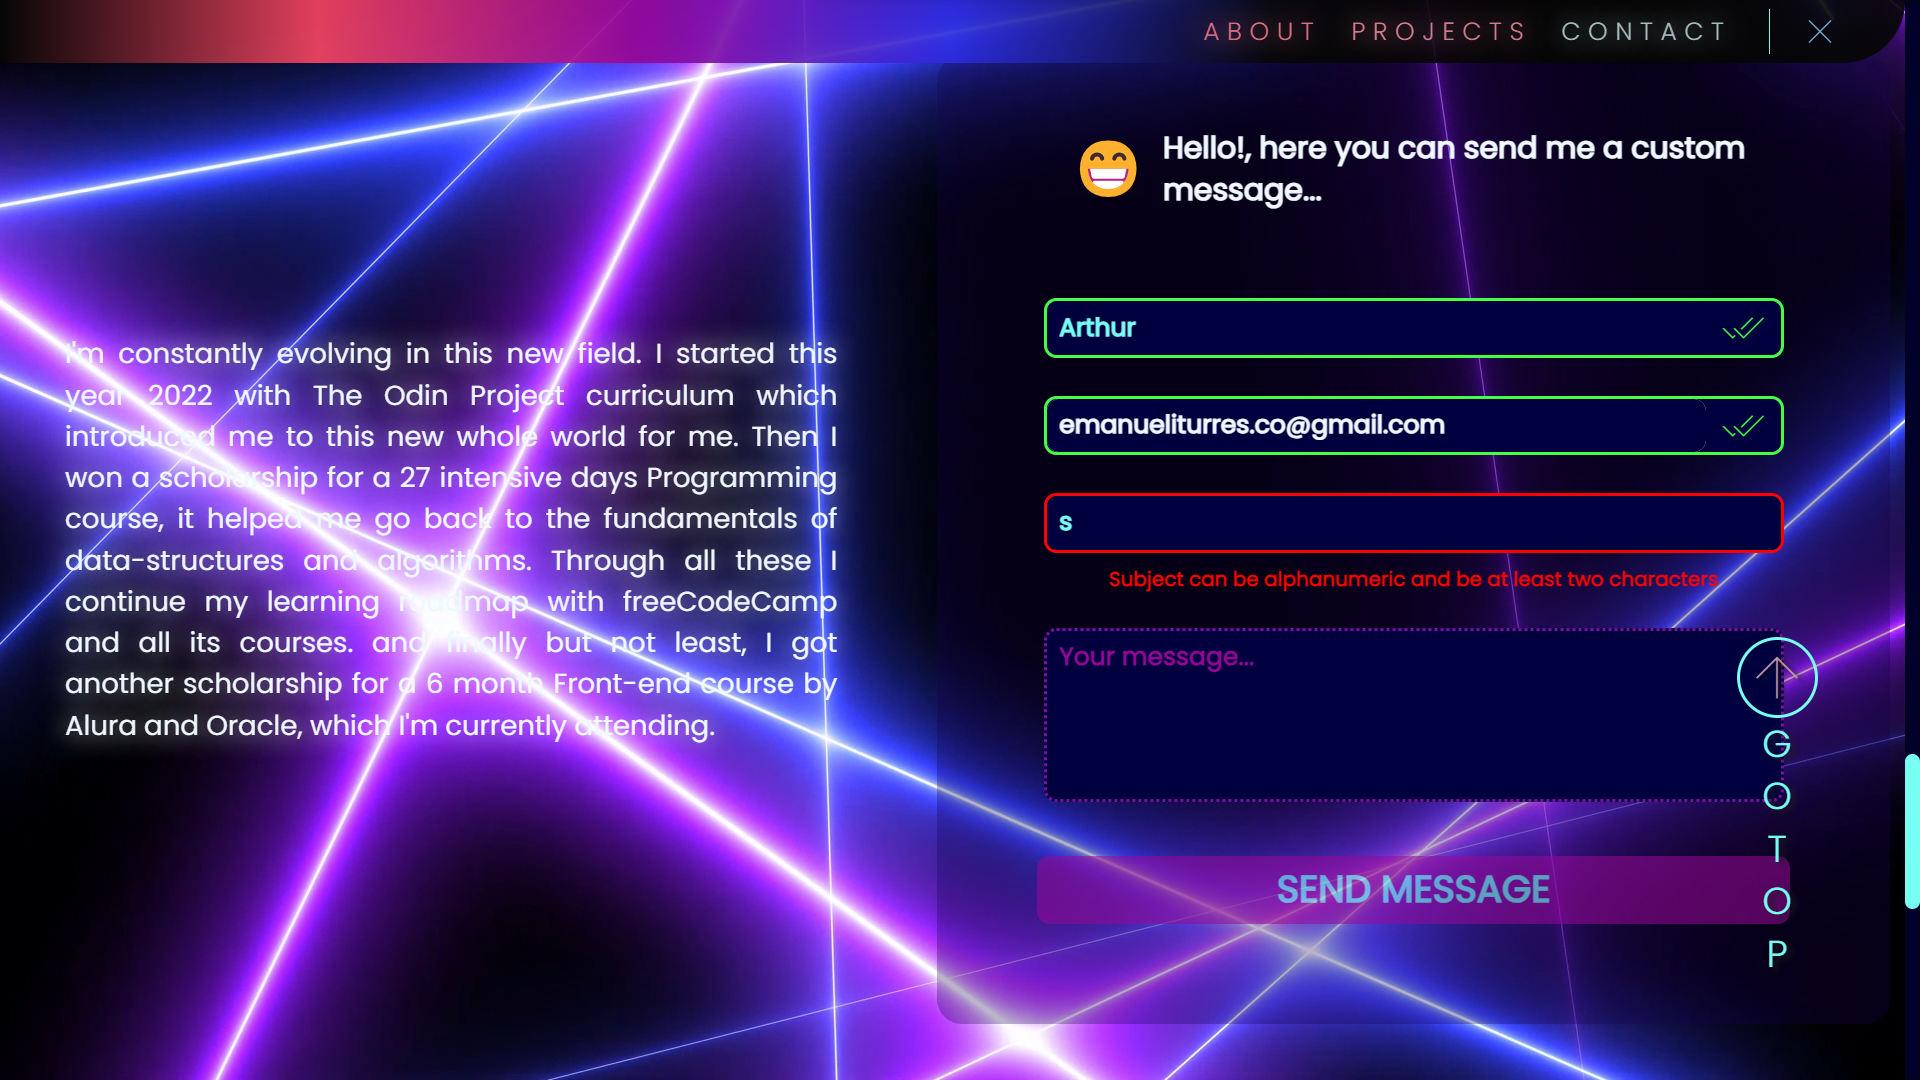 ABOUT PROJECTS CONTACT
I'm constantly evolving in this new field. I started this
year 2022 with The Odin Project curriculum which
introduced me to this new whole world for me. Then I
won a scholarship for a 27 intensive days Programming
course, it helped me go back to the fundamentals of
data-structures and algorithms. Through all these I
continue my learning roadmap with freeCodeCamp
and all its courses. and finally but not least, I got
another scholarship for a 6 month Front-end course by
Alura and Oracle, which I'm currently attending.
Hello!, here you can send me a custom
message...
Arthur
emanueliturres.co@gmail.com
s
Subject can be alphanumeric and be at least two characters
Your message...
SEND MESSAGE
G
O
T
O
P